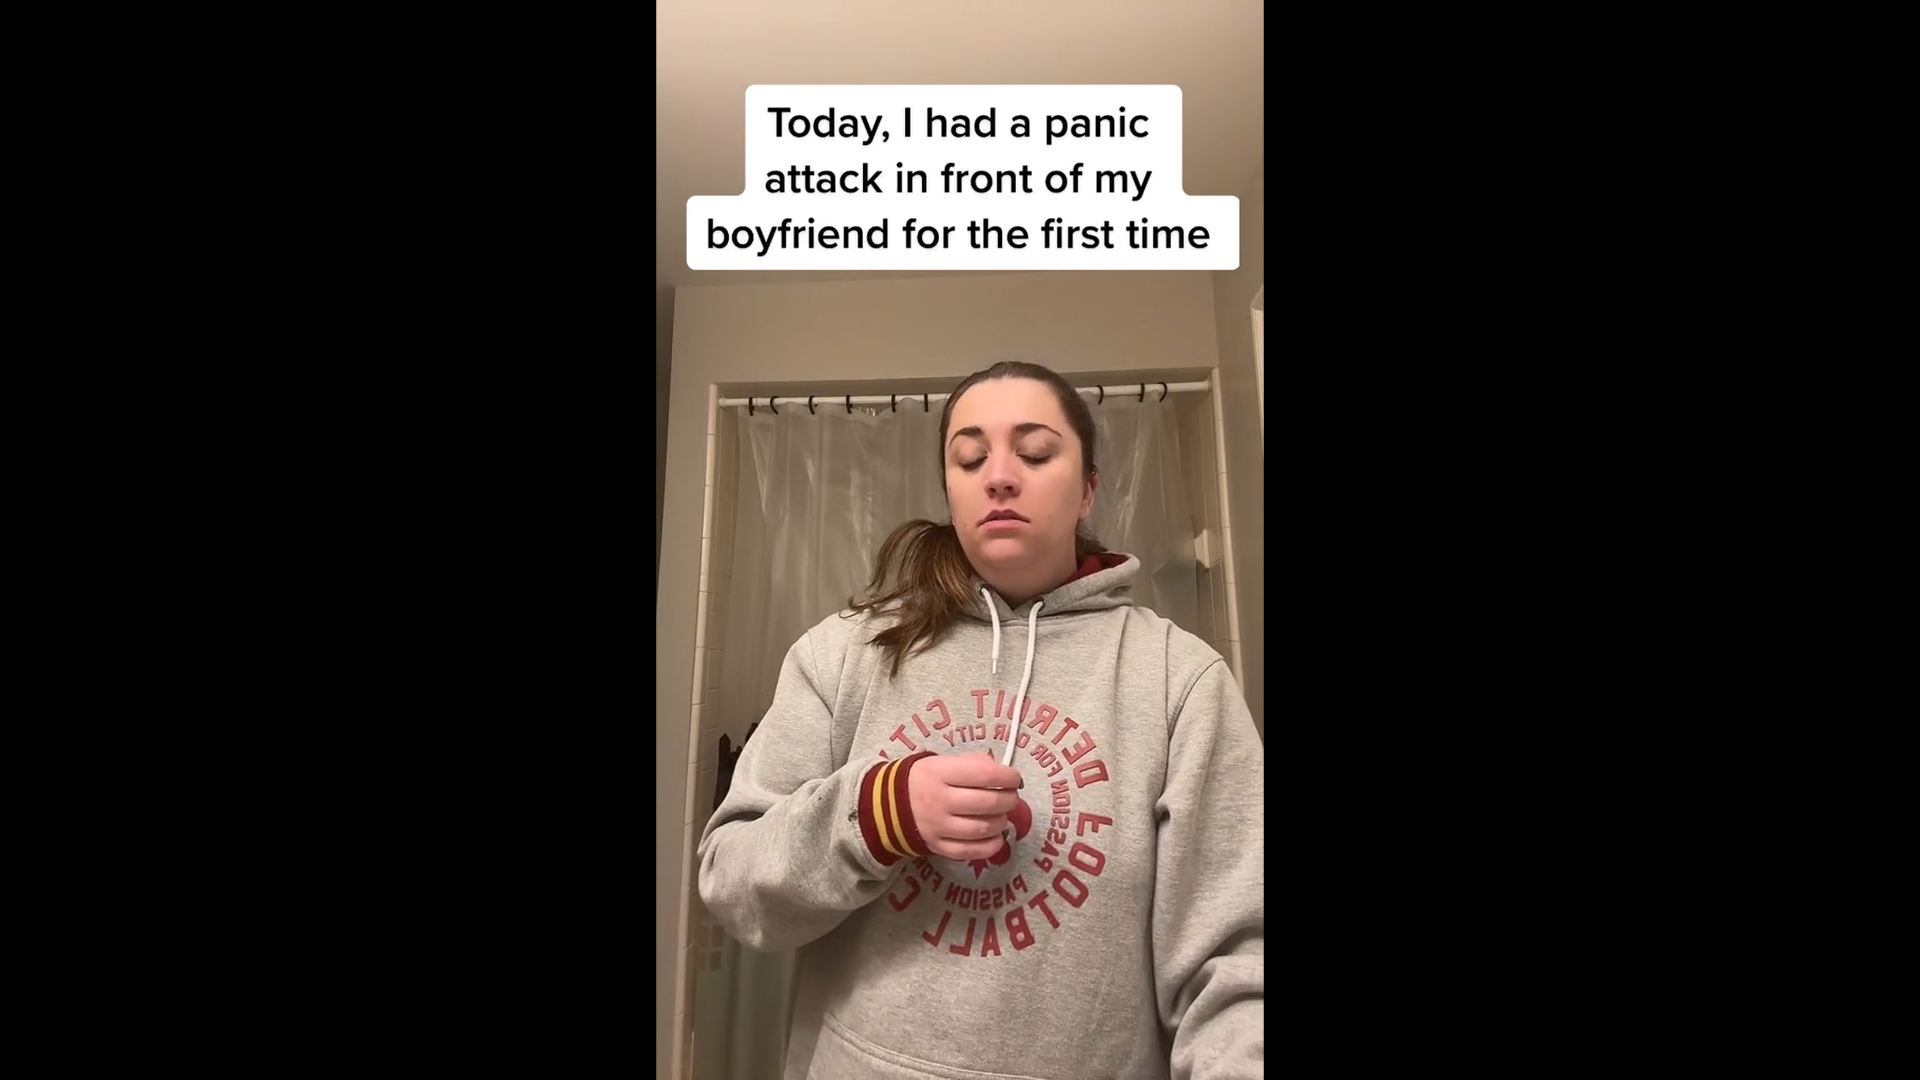 Today, I had a panic
attack in front of my
boyfriend for the first time
DETROIT CITY
FOOTBALL C
FOR OUR CITY
PASSION FOR
PASSION FOR